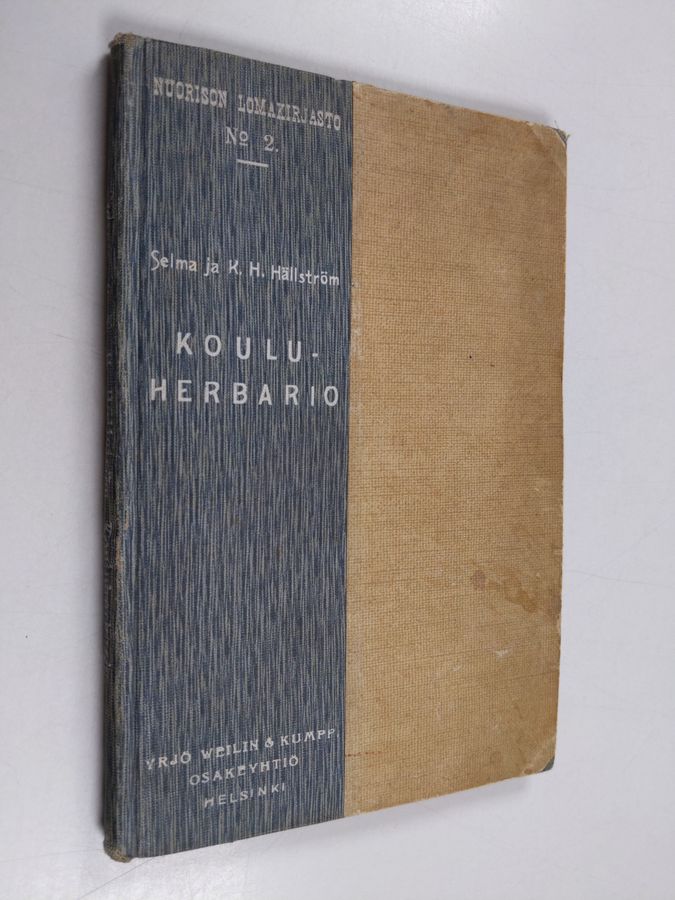 NUORISON LOMAKIRJASTO
No 2.
Selma ja K. H. Hällström
KOULU-
HERBARIO
YRJÖ WEILIN & KUMPP.
OSAKEYHTIÖ
HELSINKI